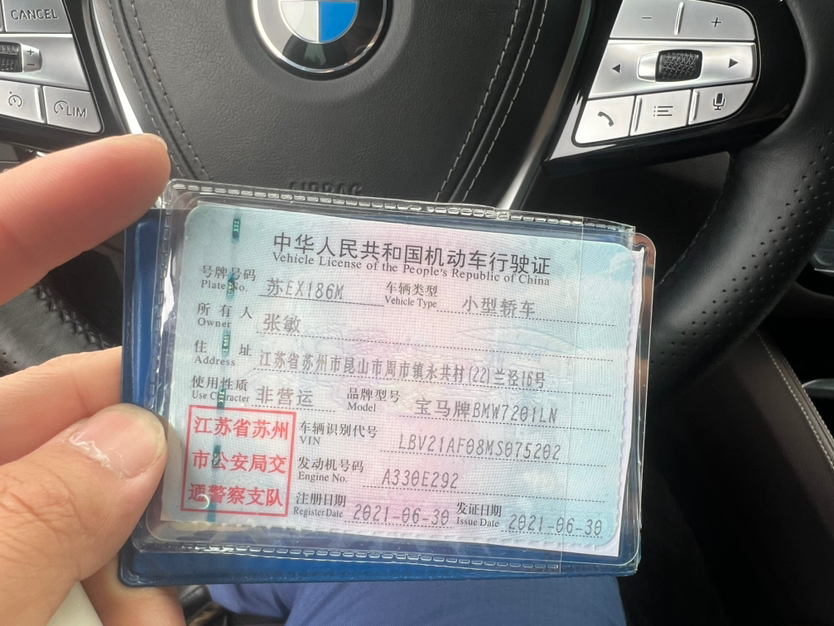 CANCEL
LIM
AIRBAG
中华人民共和国机动车行驶证
Vehicle License of the People's Republic of China
号牌号码 苏EX186M 车辆类型 小型轿车
Plate No. Vehicle Type
所有人 张敏
Owner
住址 江苏省苏州市昆山市周市镇永共村(22)兰径16号
Address
使用性质 非营运 品牌型号 宝马牌BMW7201LN
Use Character Model
江苏省苏州
市公安局交
通警察支队
车辆识别代号 LBV21AF08MS075202
VIN
发动机号码 A330E292
Engine No.
注册日期 2021-06-30 发证日期 2021-06-30
Register Date Issue Date